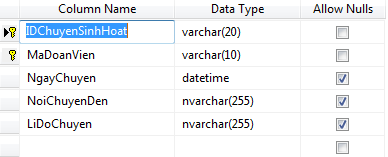 Column Name Data Type Allow Nulls
IDChuyenSinhHoat varchar(20)
MaDoanVien varchar(10)
NgayChuyen datetime
NoiChuyenDen nvarchar(255)
LiDoChuyen nvarchar(255)